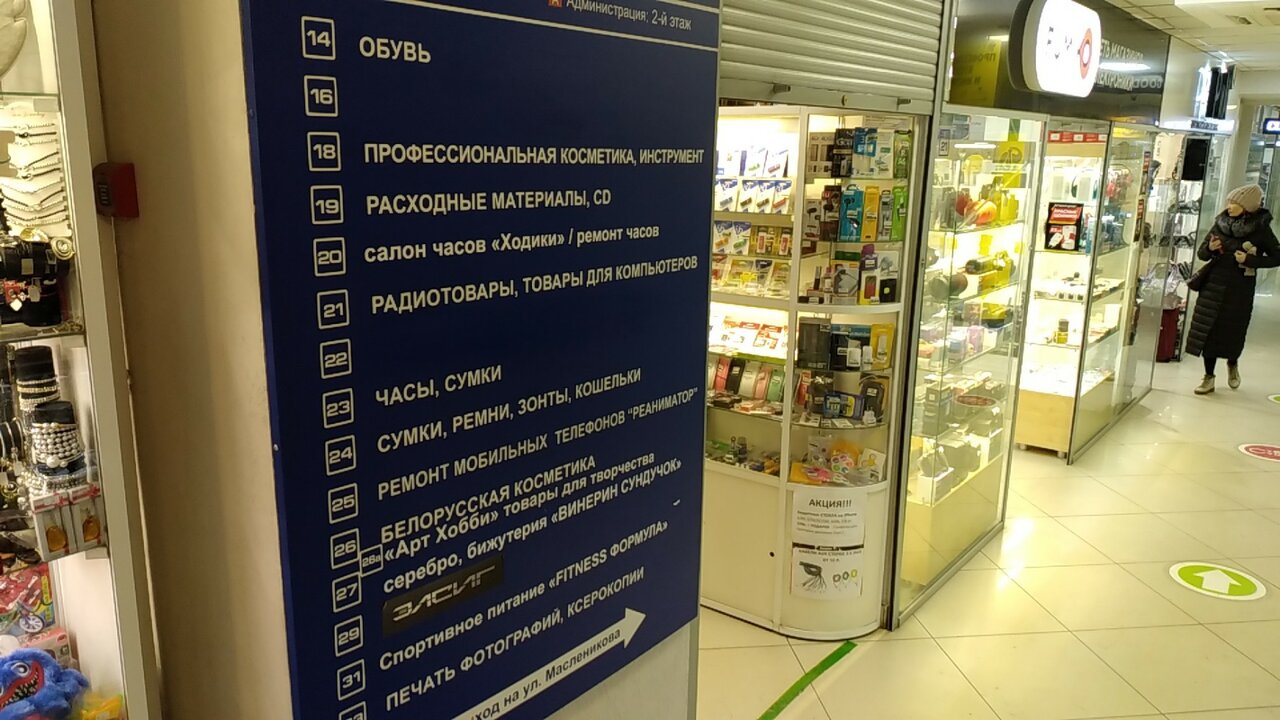 Администрация: 2-й этаж
14 ОБУВЬ
16
18 ПРОФЕССИОНАЛЬНАЯ КОСМЕТИКА, ИНСТРУМЕНТ
19 РАСХОДНЫЕ МАТЕРИАЛЫ, CD
20 салон часов «Ходики» / ремонт часов
21 РАДИОТОВАРЫ, ТОВАРЫ ДЛЯ КОМПЬЮТЕРОВ
22
23 ЧАСЫ, СУМКИ
24 СУМКИ, РЕМНИ, ЗОНТЫ, КОШЕЛЬКИ
25 РЕМОНТ МОБИЛЬНЫХ ТЕЛЕФОНОВ "РЕАНИМАТОР"
26 БЕЛОРУССКАЯ КОСМЕТИКА
26а «Арт Хобби» товары для творчества
27 серебро, бижутерия «ВИНЕРИН СУНДУЧОК»
29 ЭЛСИГ
31 Спортивное питание «FITNESS ФОРМУЛА»
ПЕЧАТЬ ФОТОГРАФИЙ, КСЕРОКОПИИ
ход на ул. Масленикова
АКЦИЯ!!!